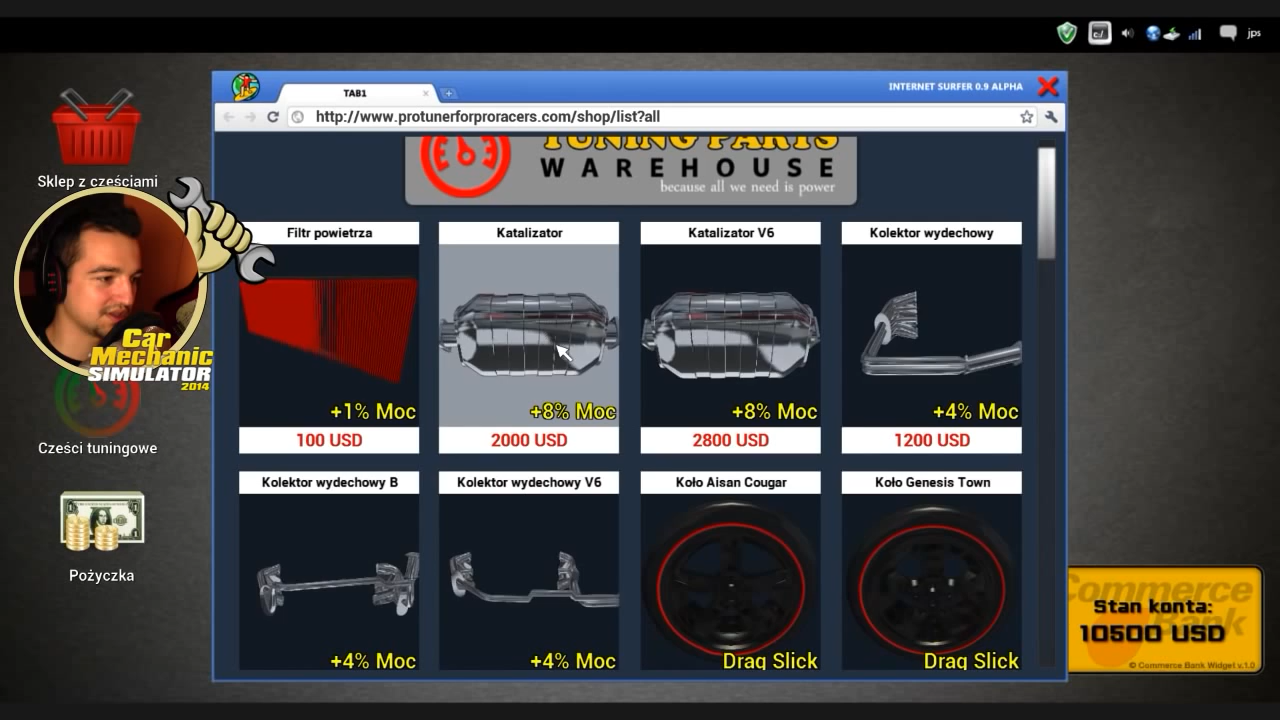 jps
TAB1
INTERNET SURFER 0.9 ALPHA
http://www.protunerforproracers.com/shop/list?all
TUNING PARTS
WAREHOUSE
because all we need is power
Sklep z cześciami
Car
Mechanic
SIMULATOR
2014
Cześci tuningowe
Pożyczka
Filtr powietrza
Katalizator
Katalizator V6
Kolektor wydechowy
+1% Moc
+8% Moc
+8% Moc
+4% Moc
100 USD
2000 USD
2800 USD
1200 USD
Kolektor wydechowy B
Kolektor wydechowy V6
Koło Aisan Cougar
Koło Genesis Town
+4% Moc
+4% Moc
Drag Slick
Drag Slick
Commerce
Bank
Stan konta:
10500 USD
© Commerce Bank Widget v.1.0